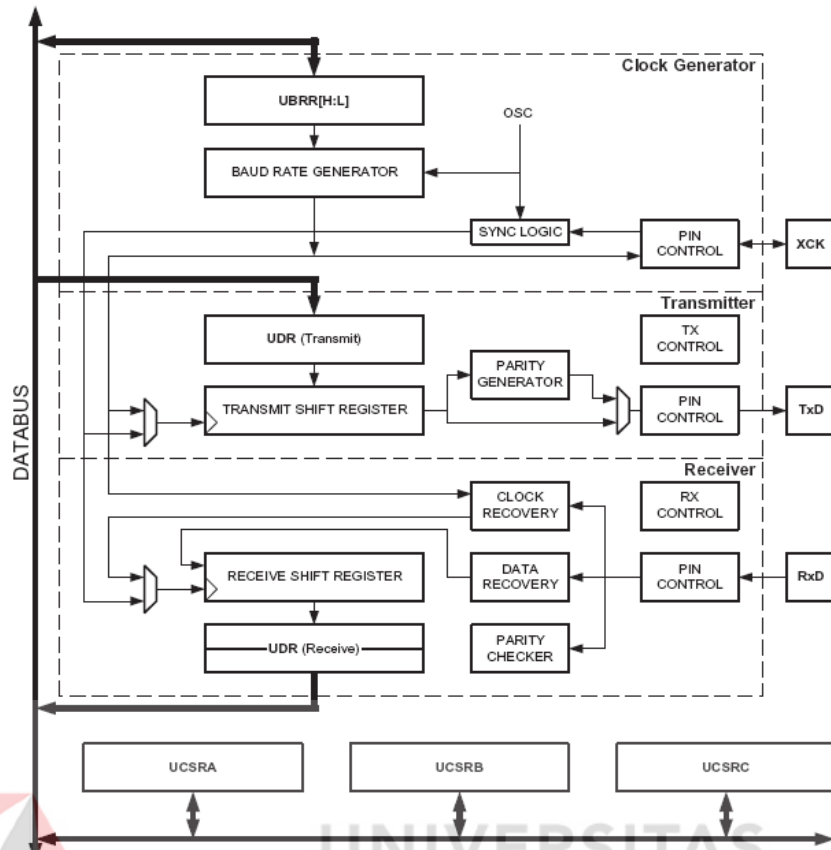 Clock Generator
UBRR[H:L]
OSC
BAUD RATE GENERATOR
SYNC LOGIC
PIN
CONTROL
XCK
Transmitter
UDR (Transmit)
TX
CONTROL
PARITY
GENERATOR
TRANSMIT SHIFT REGISTER
PIN
CONTROL
TxD
DATABUS
Receiver
CLOCK
RECOVERY
RX
CONTROL
RECEIVE SHIFT REGISTER
DATA
RECOVERY
PIN
CONTROL
RxD
UDR (Receive)
PARITY
CHECKER
UCSRA
UCSRB
UCSRC
UNIVERSITAS